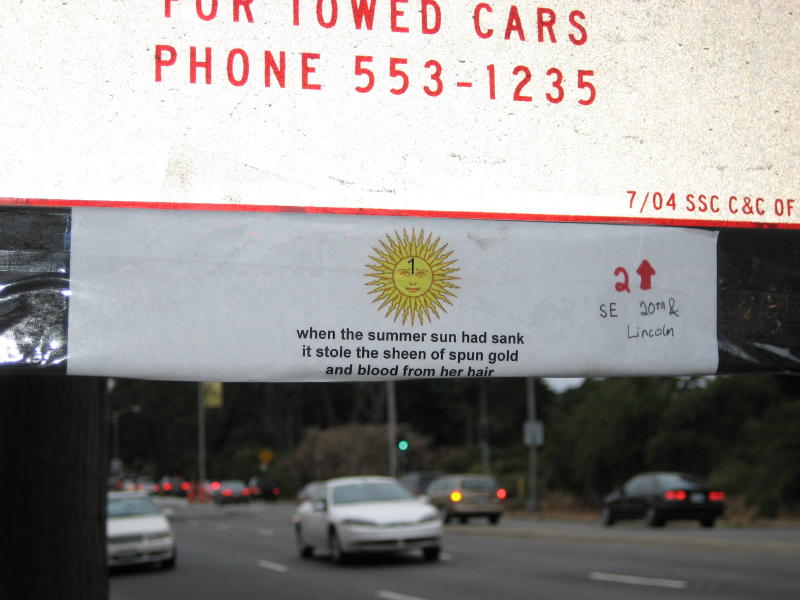 FOR TOWED CARS
PHONE 553-1235
7/04 SSC C&C OF
1
when the summer sun had sank
it stole the sheen of spun gold
and blood from her hair
2
SE 20TH &
Lincoln